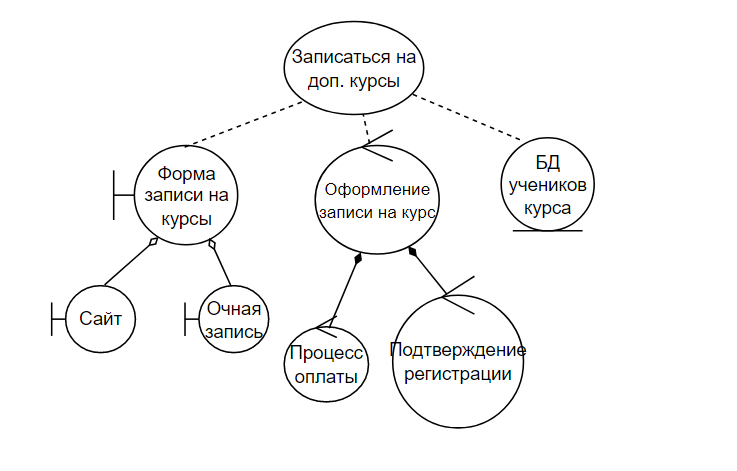 Записаться на
доп. курсы
Форма
записи на
курсы
Оформление
записи на курс
БД
учеников
курса
Сайт
Очная
запись
Процесс
оплаты
Подтверждение
регистрации